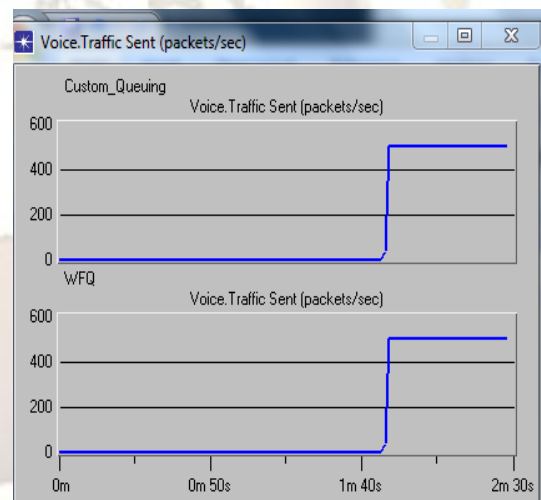 Voice.Traffic Sent (packets/sec)
Custom_Queuing
Voice.Traffic Sent (packets/sec)
600
400
200
0
WFQ
Voice.Traffic Sent (packets/sec)
600
400
200
0
0m 0m 50s 1m 40s 2m 30s